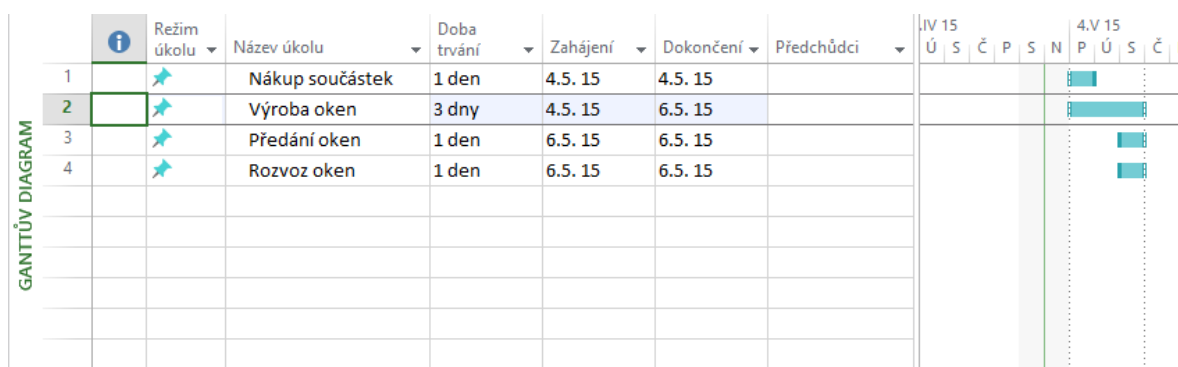 Režim úkolu Název úkolu Doba trvání Zahájení Dokončení Předchůdci
.IV 15 4.V 15
Ú S Č P S N P Ú S Č
1 Nákup součástek 1 den 4.5. 15 4.5. 15
2 Výroba oken 3 dny 4.5. 15 6.5. 15
3 Předání oken 1 den 6.5. 15 6.5. 15
4 Rozvoz oken 1 den 6.5. 15 6.5. 15
GANTTŮV DIAGRAM